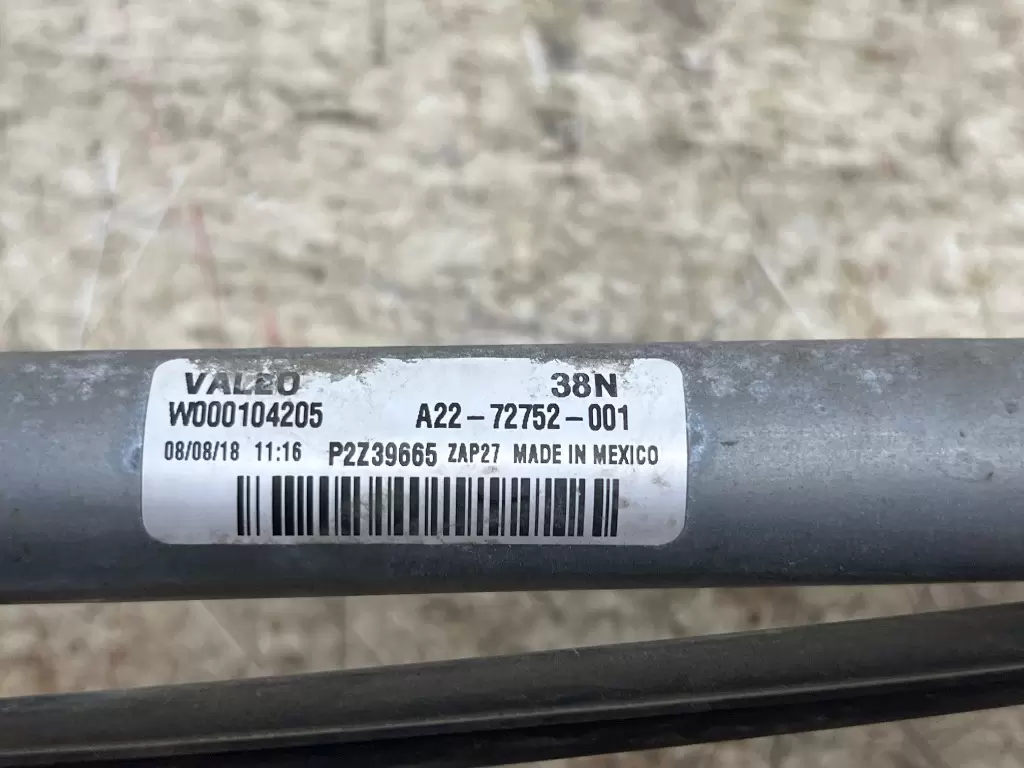 VALEO 38N
W000104205 A22-72752-001
08/08/18 11:16 P2Z39665 ZAP27 MADE IN MEXICO